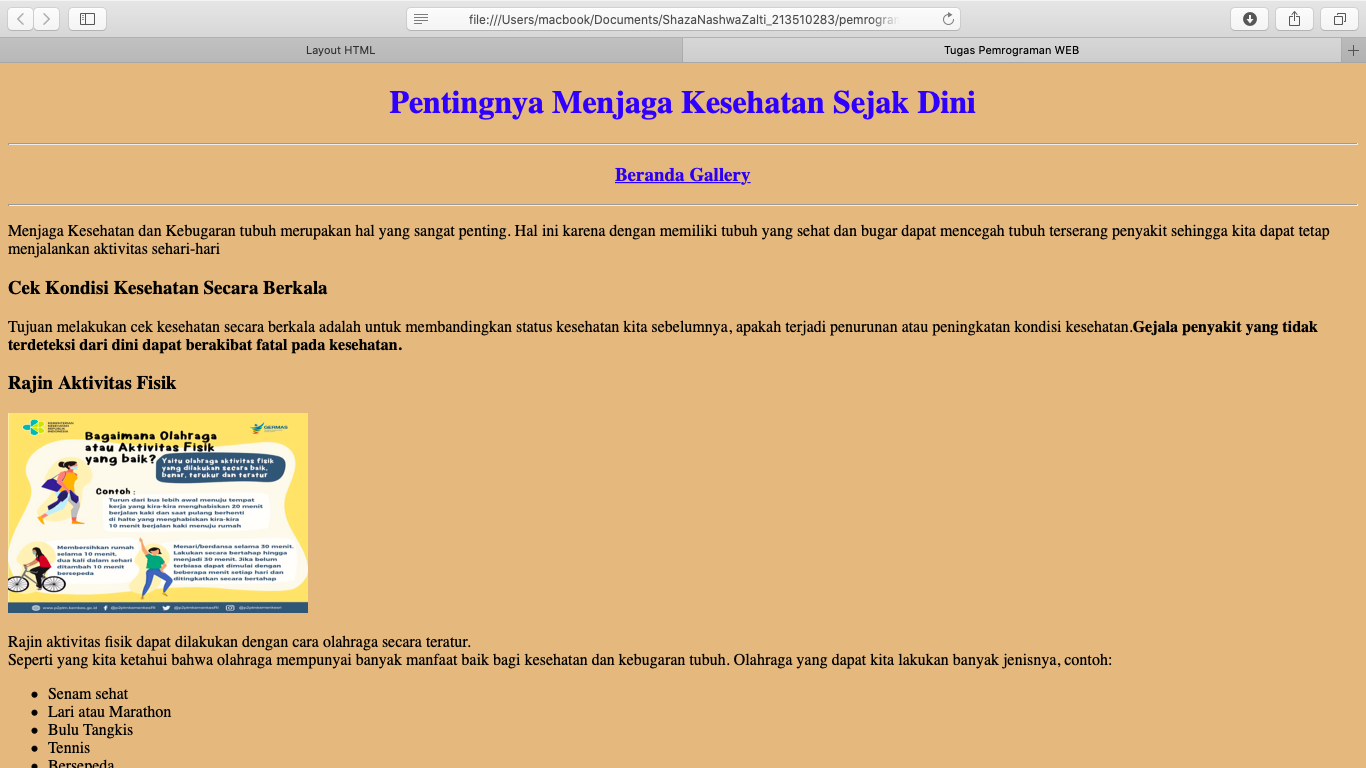 file:///Users/macbook/Documents/ShazaNashwaZalti_213510283/pemrogra
Layout HTML
Tugas Pemrograman WEB
Pentingnya Menjaga Kesehatan Sejak Dini
Beranda Gallery
Menjaga Kesehatan dan Kebugaran tubuh merupakan hal yang sangat penting. Hal ini karena dengan memiliki tubuh yang sehat dan bugar dapat mencegah tubuh terserang penyakit sehingga kita dapat tetap
menjalankan aktivitas sehari-hari
Cek Kondisi Kesehatan Secara Berkala
Tujuan melakukan cek kesehatan secara berkala adalah untuk membandingkan status kesehatan kita sebelumnya, apakah terjadi penurunan atau peningkatan kondisi kesehatan.Gejala penyakit yang tidak
terdeteksi dari dini dapat berakibat fatal pada kesehatan.
Rajin Aktivitas Fisik
KEMENTERIAN
KESEHATAN
REPUBLIK
INDONESIA
GERMAS
Bagaimana Olahraga
atau Aktivitas Fisik
yang baik?
Yaitu olahraga aktivitas fisik
yang dilakukan secara baik,
benar, terukur dan teratur
Contoh :
Turun dari bus lebih awal menuju tempat
kerja yang kira-kira menghabiskan 20 menit
berjalan kaki dan saat pulang berhenti
di halte yang menghabiskan kira-kira
10 menit berjalan kaki menuju rumah
Membersihkan rumah
selama 10 menit,
dua kali dalam sehari
ditambah 10 menit
bersepeda
Menari/berdansa selama 30 menit.
Lakukan secara bertahap hingga
menjadi 30 menit. Jika belum
terbiasa dapat dimulai dengan
beberapa menit setiap hari dan
ditingkatkan secara bertahap
Rajin aktivitas fisik dapat dilakukan dengan cara olahraga secara teratur.
Seperti yang kita ketahui bahwa olahraga mempunyai banyak manfaat baik bagi kesehatan dan kebugaran tubuh. Olahraga yang dapat kita lakukan banyak jenisnya, contoh:
• Senam sehat
• Lari atau Marathon
• Bulu Tangkis
• Tennis
• Bersepeda